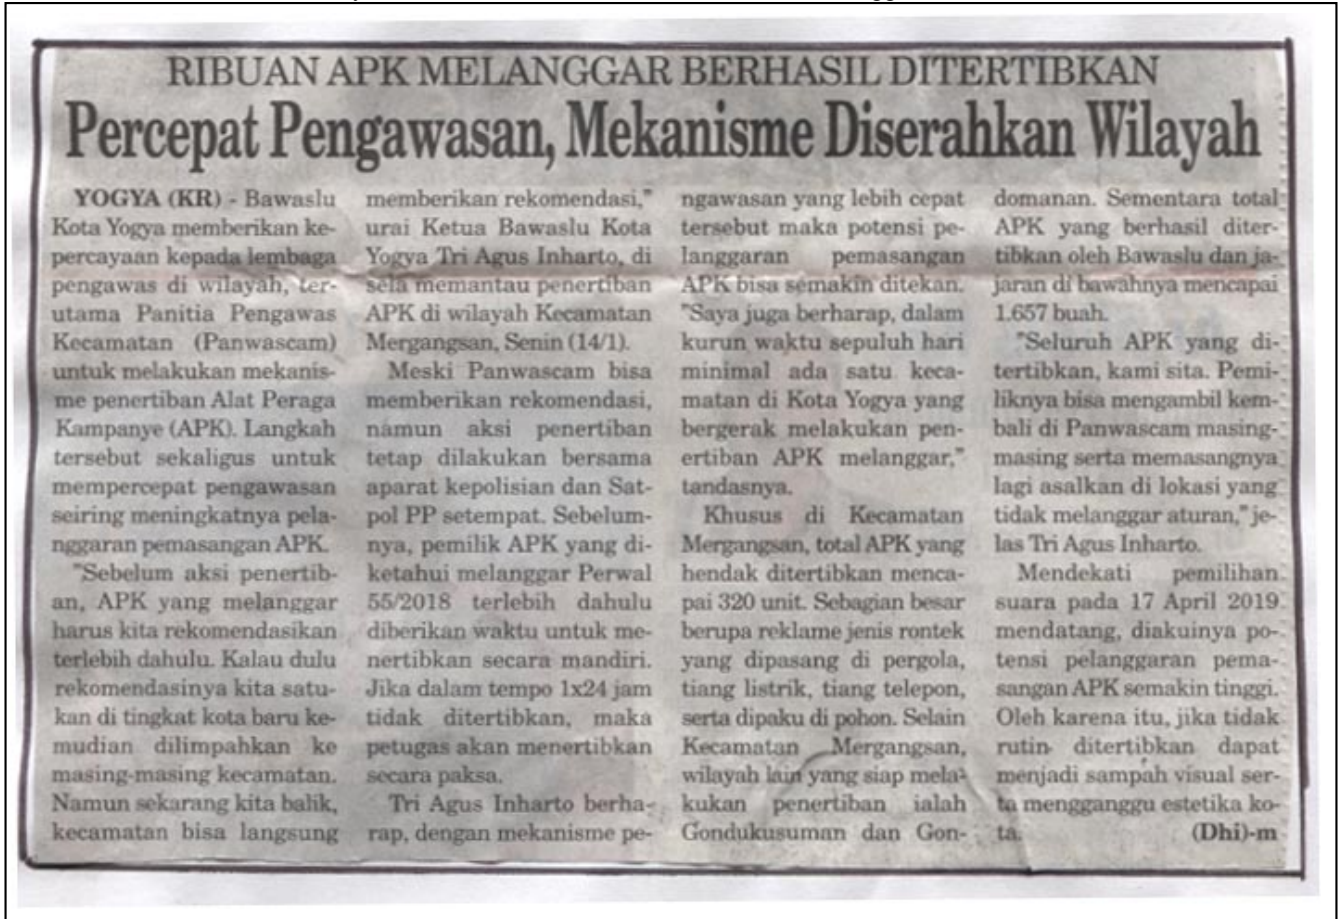 RIBUAN APK MELANGGAR BERHASIL DITERTIBKAN
Percepat Pengawasan, Mekanisme Diserahkan Wilayah
YOGYA (KR) - Bawaslu
Kota Yogya memberikan ke-
percayaan kepada lembaga
pengawas di wilayah, ter-
utama Panitia Pengawas
Kecamatan (Panwascam)
untuk melakukan mekanis-
me penertiban Alat Peraga
Kampanye (APK). Langkah
tersebut sekaligus untuk
mempercepat pengawasan
seiring meningkatnya pela-
nggaran pemasangan APK.
"Sebelum aksi penertib-
an, APK yang melanggar
harus kita rekomendasikan
terlebih dahulu. Kalau dulu
rekomendasinya kita satu-
kan di tingkat kota baru ke-
mudian dilimpahkan ke
masing-masing kecamatan.
Namun sekarang kita balik,
kecamatan bisa langsung
memberikan rekomendasi,"
urai Ketua Bawaslu Kota
Yogya Tri Agus Inharto, di
sela memantau penertiban
APK di wilayah Kecamatan
Mergangsan, Senin (14/1).
Meski Panwascam bisa
memberikan rekomendasi,
namun aksi penertiban
tetap dilakukan bersama
aparat kepolisian dan Sat-
pol PP setempat. Sebelum-
nya, pemilik APK yang di-
ketahui melanggar Perwal
55/2018 terlebih dahulu
diberikan waktu untuk me-
nertibkan secara mandiri.
Jika dalam tempo 1x24 jam
tidak ditertibkan, maka
petugas akan menertibkan
secara paksa.
Tri Agus Inharto berha-
rap, dengan mekanisme pe-
ngawasan yang lebih cepat
tersebut maka potensi pe-
langgaran pemasangan
APK bisa semakin ditekan.
"Saya juga berharap, dalam
kurun waktu sepuluh hari
minimal ada satu keca-
matan di Kota Yogya yang
bergerak melakukan pen-
ertiban APK melanggar,"
tandasnya.
Khusus di Kecamatan
Mergangsan, total APK yang
hendak ditertibkan menca-
pai 320 unit. Sebagian besar
berupa reklame jenis rontek
yang dipasang di pergola,
tiang listrik, tiang telepon,
serta dipaku di pohon. Selain
Kecamatan Mergangsan,
wilayah lain yang siap mela-
kukan penertiban ialah
Gondukusuman dan Gon-
domanan. Sementara total
APK yang berhasil diter-
tibkan oleh Bawaslu dan ja-
jaran di bawahnya mencapai
1.657 buah.
"Seluruh APK yang di-
tertibkan, kami sita. Pemi-
liknya bisa mengambil kem-
bali di Panwascam masing-
masing serta memasangnya
lagi asalkan di lokasi yang
tidak melanggar aturan," je-
las Tri Agus Inharto.
Mendekati pemilihan
suara pada 17 April 2019
mendatang, diakuinya po-
tensi pelanggaran pema-
sangan APK semakin tinggi.
Oleh karena itu, jika tidak
rutin ditertibkan dapat
menjadi sampah visual ser-
ta mengganggu estetika ko-
ta. (Dhi)-m